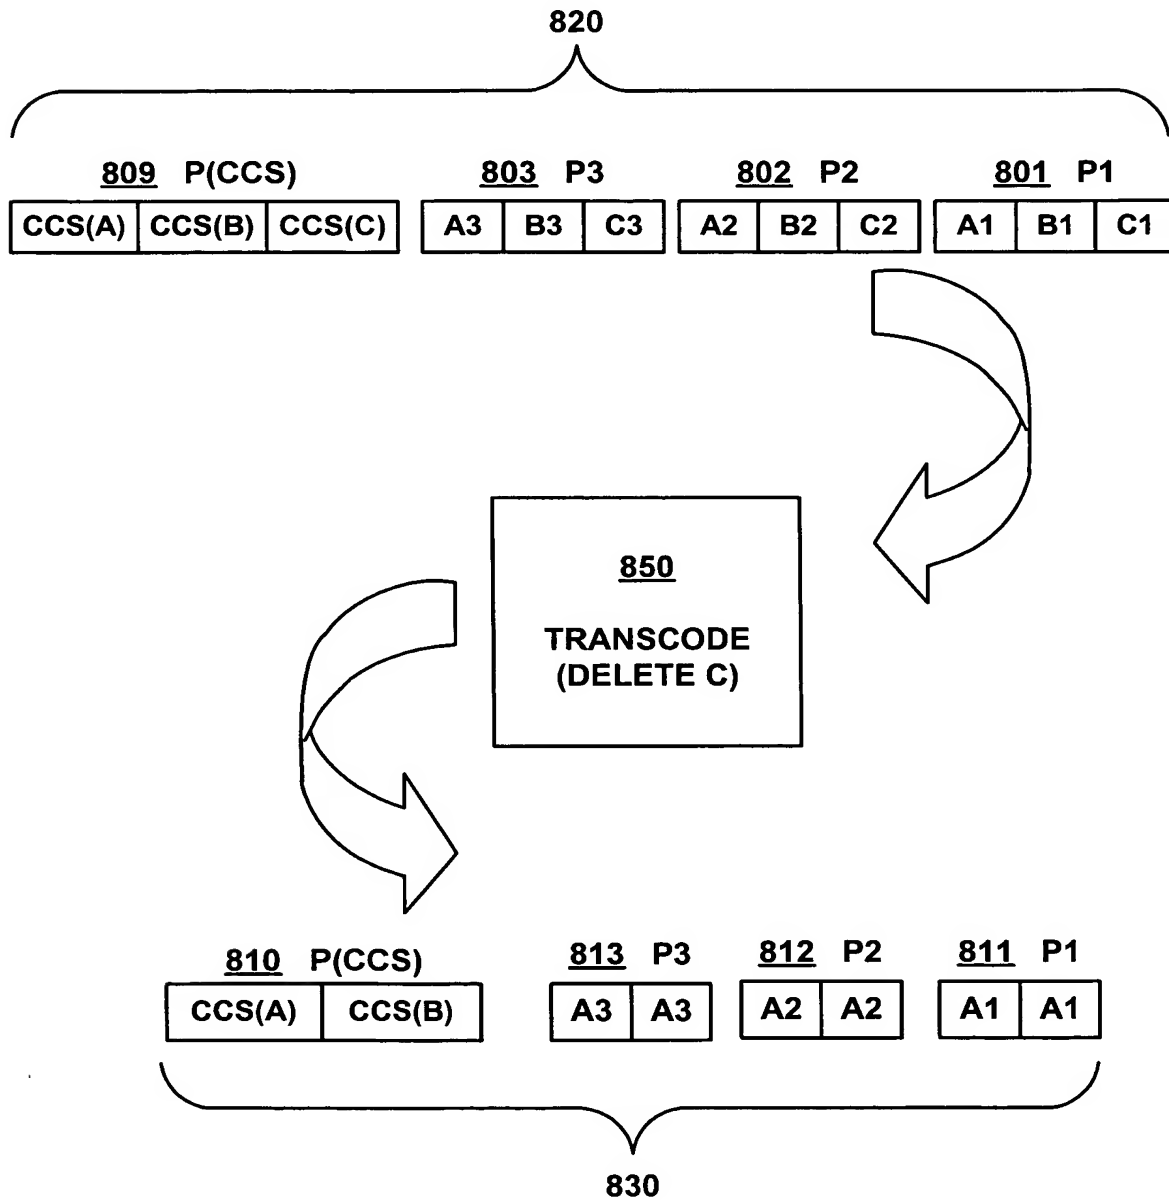 820
809 P(CCS) 803 P3 802 P2 801 P1
CCS(A) CCS(B) CCS(C) A3 B3 C3 A2 B2 C2 A1 B1 C1
850
TRANSCODE
(DELETE C)
810 P(CCS) 813 P3 812 P2 811 P1
CCS(A) CCS(B) A3 A3 A2 A2 A1 A1
830